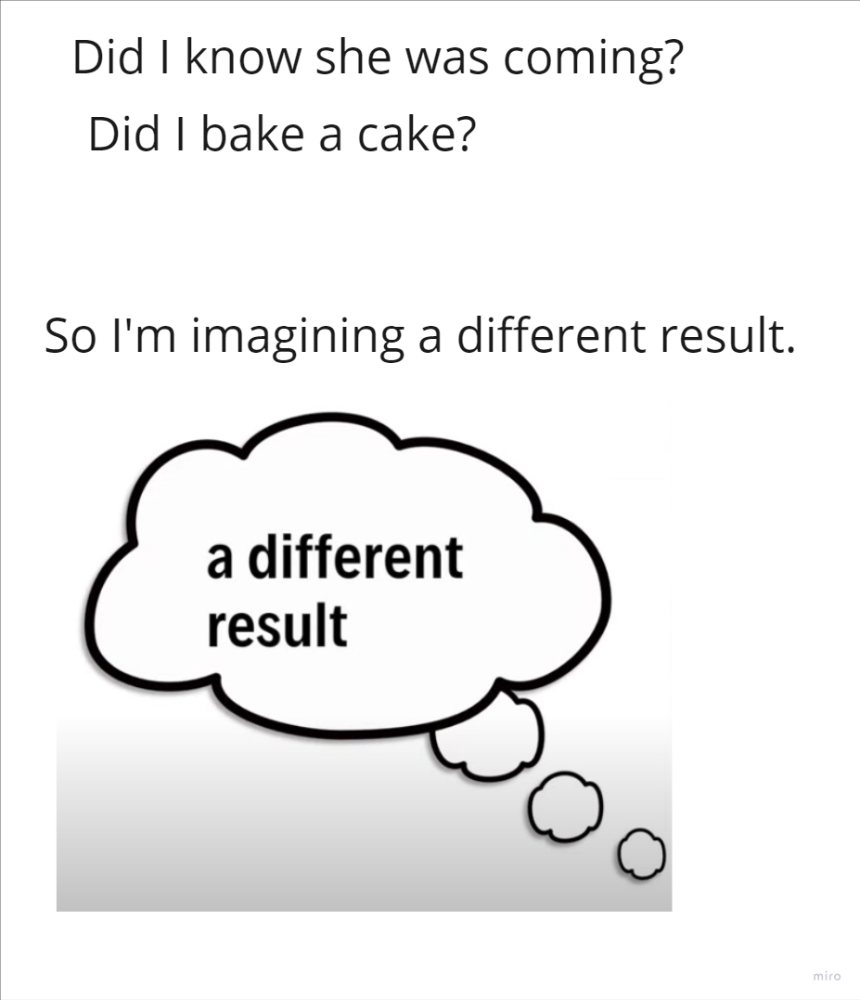 Did I know she was coming?
Did I bake a cake?
So I'm imagining a different result.
a different
result
miro